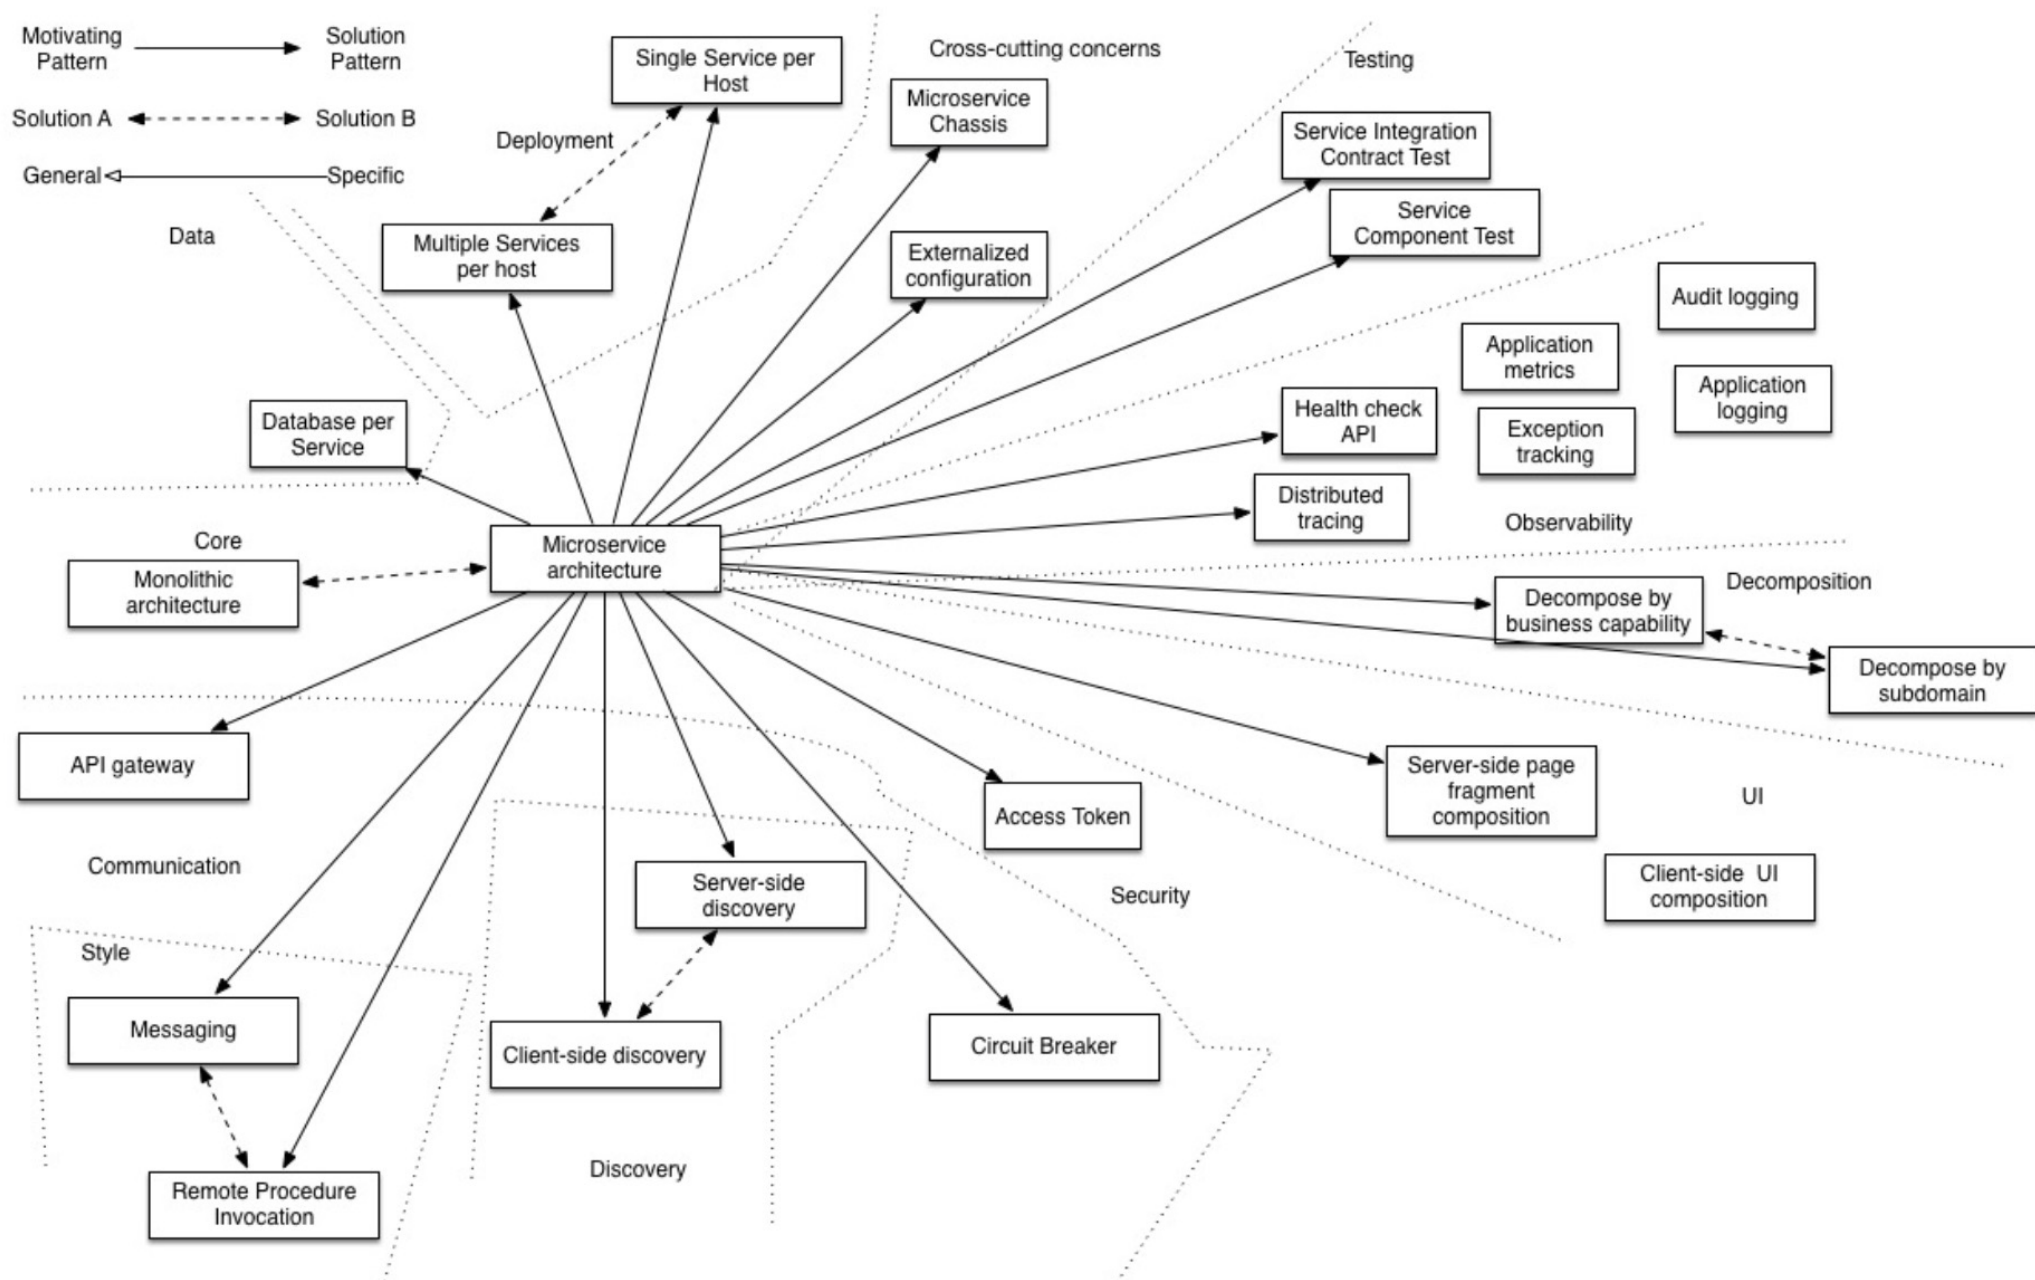 Motivating
Pattern
Solution
Pattern
Solution A
Solution B
General
Specific
Data
Deployment
Single Service per
Host
Multiple Services
per host
Cross-cutting concerns
Microservice
Chassis
Externalized
configuration
Testing
Service Integration
Contract Test
Service
Component Test
Audit logging
Application
metrics
Application
logging
Health check
API
Exception
tracking
Distributed
tracing
Observability
Database per
Service
Core
Monolithic
architecture
Microservice
architecture
Decomposition
Decompose by
business capability
Decompose by
subdomain
API gateway
Communication
Server-side page
fragment
composition
UI
Client-side UI
composition
Access Token
Security
Server-side
discovery
Style
Messaging
Client-side discovery
Circuit Breaker
Discovery
Remote Procedure
Invocation